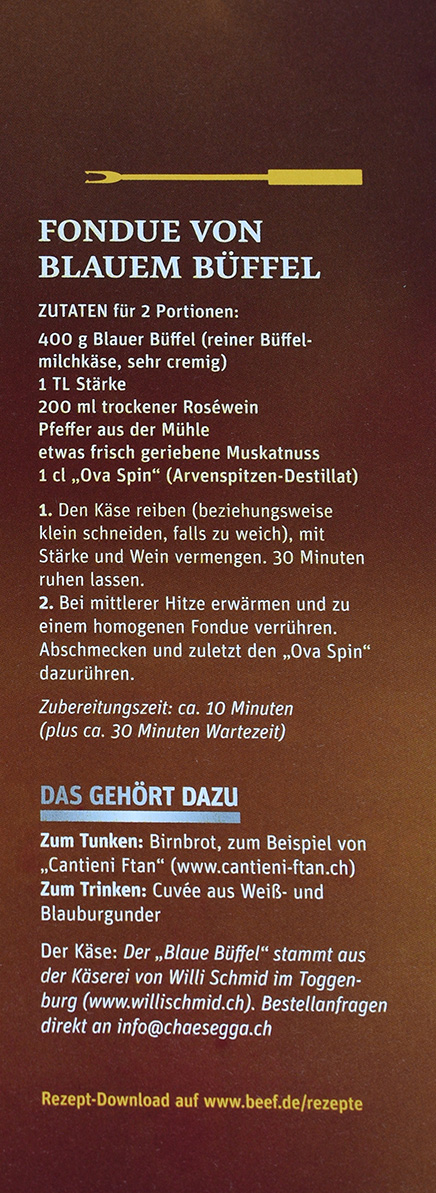 FONDUE VON
BLAUEM BÜFFEL
ZUTATEN für 2 Portionen:
400 g Blauer Büffel (reiner Büffel-
milchkäse, sehr cremig)
1 TL Stärke
200 ml trockener Roséwein
Pfeffer aus der Mühle
etwas frisch geriebene Muskatnuss
1 cl „Ova Spin“ (Arvenspitzen-Destillat)
1. Den Käse reiben (beziehungsweise
klein schneiden, falls zu weich), mit
Stärke und Wein vermengen. 30 Minuten
ruhen lassen.
2. Bei mittlerer Hitze erwärmen und zu
einem homogenen Fondue verrühren.
Abschmecken und zuletzt den „Ova Spin“
dazurühren.
Zubereitungszeit: ca. 10 Minuten
(plus ca. 30 Minuten Wartezeit)
DAS GEHÖRT DAZU
Zum Tunken: Birnbrot, zum Beispiel von
„Cantieni Ftan“ (www.cantieni-ftan.ch)
Zum Trinken: Cuvée aus Weiß- und
Blauburgunder
Der Käse: Der „Blaue Büffel“ stammt aus
der Käserei von Willi Schmid im Toggen-
burg (www.willischmid.ch). Bestellanfragen
direkt an info@chaesegga.ch
Rezept-Download auf www.beef.de/rezepte